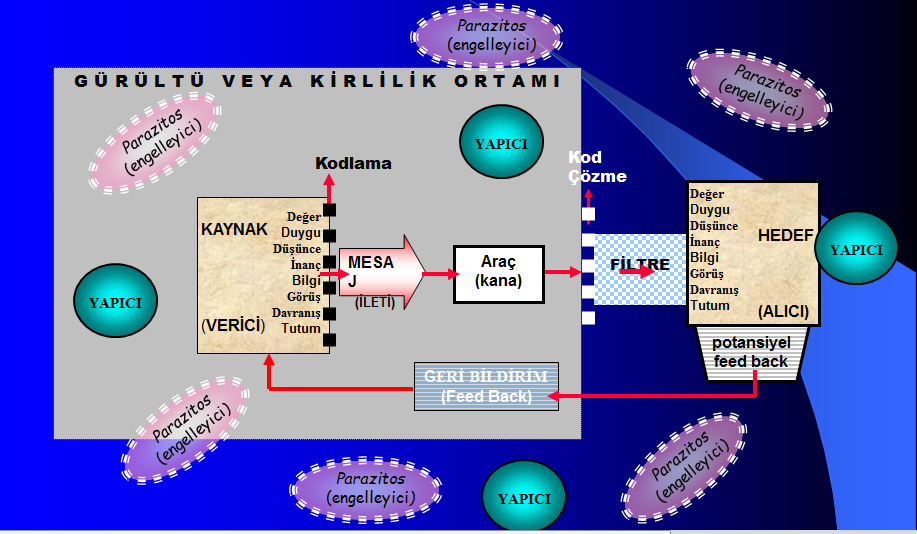 Parazitos
(engelleyici)
Parazitos
(engelleyici)
GÜRÜLTÜ VEYA KİRLİLİK ORTAMI
Parazitos
(engelleyici)
YAPICI
Kodlama
Kod
Çözme
KAYNAK
(VERİCİ)
Değer
Duygu
Düşünce
İnanç
Bilgi
Görüş
Davranış
Tutum
MESA
J
(İLETİ)
Araç
(kana)
FİLTRE
Değer
Duygu
Düşünce
İnanç
Bilgi
Görüş
Davranış
Tutum
HEDEF
(ALICI)
YAPICI
YAPICI
potansiyel
feed back
GERİ BİLDİRİM
(Feed Back)
Parazitos
(engelleyici)
Parazitos
(engelleyici)
YAPICI
Parazitos
(engelleyici)